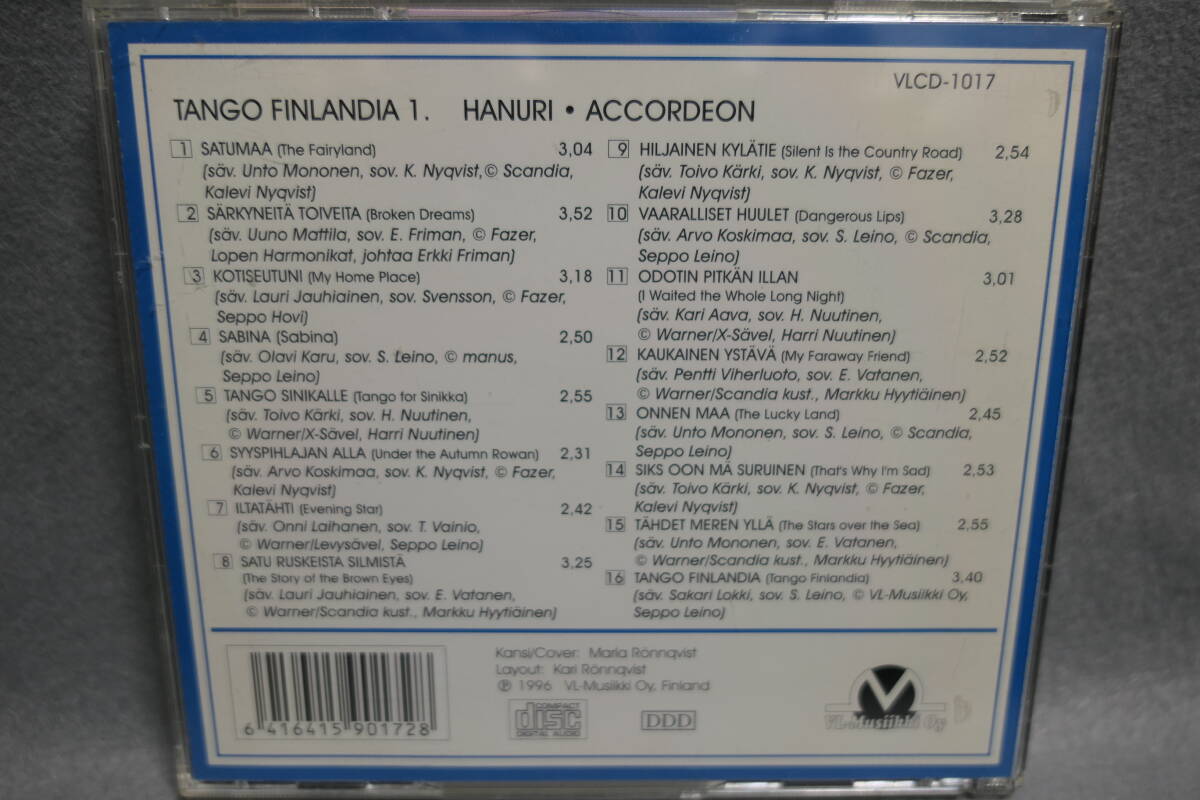 VLCD-1017
TANGO FINLANDIA 1. HANURI • ACCORDEON
1 SATUMAA (The Fairyland) 3,04
(säv. Unto Mononen, sov. K. Nyqvist,© Scandia,
Kalevi Nyqvist)
2 SÄRKYNEITÄ TOIVEITA (Broken Dreams) 3,52
(säv. Uuno Mattila, sov. E. Friman, © Fazer,
Lopen Harmonikat, johtaa Erkki Friman)
3 KOTISEUTUNI (My Home Place) 3,18
(säv. Lauri Jauhiainen, sov. Svensson, © Fazer,
Seppo Hovi)
4 SABINA (Sabina) 2,50
(säv. Olavi Karu, sov. S. Leino, © manus,
Seppo Leino)
5 TANGO SINIKALLE (Tango for Sinikka) 2,55
(säv. Toivo Kärki, sov. H. Nuutinen,
© Warner/X-Sävel, Harri Nuutinen)
6 SYYSPIHLAJAN ALLA (Under the Autumn Rowan) 2,31
(säv. Arvo Koskimaa, sov. K. Nyqvist, © Fazer,
Kalevi Nyqvist)
7 ILTATÄHTI (Evening Star) 2,42
(säv. Onni Laihanen, sov. T. Vainio,
© Warner/Levysävel, Seppo Leino)
8 SATU RUSKEISTA SILMISTÄ 3,25
(The Story of the Brown Eyes)
(säv. Lauri Jauhiainen, sov. E. Vatanen,
© Warner/Scandia kust., Markku Hyytiäinen)
9 HILJAINEN KYLÄTIE (Silent Is the Country Road) 2,54
(säv. Toivo Kärki, sov. K. Nyqvist, © Fazer,
Kalevi Nyqvist)
10 VAARALLISET HUULET (Dangerous Lips) 3,28
(säv. Arvo Koskimaa, sov. S. Leino, © Scandia,
Seppo Leino)
11 ODOTIN PITKÄN ILLAN 3,01
(I Waited the Whole Long Night)
(säv. Kari Aava, sov. H. Nuutinen,
© Warner/X-Sävel, Harri Nuutinen)
12 KAUKAINEN YSTÄVÄ (My Faraway Friend) 2,52
(säv. Pentti Viherluoto, sov. E. Vatanen,
© Warner/Scandia kust., Markku Hyytiäinen)
13 ONNEN MAA (The Lucky Land) 2,45
(säv. Unto Mononen, sov. S. Leino, © Scandia,
Seppo Leino)
14 SIKS OON MÄ SURUINEN (That's Why I'm Sad) 2,53
(säv. Toivo Kärki, sov. K. Nyqvist, © Fazer,
Kalevi Nyqvist)
15 TÄHDET MEREN YLLÄ (The Stars over the Sea) 2,55
(säv. Unto Mononen, sov. E. Vatanen,
© Warner/Scandia kust., Markku Hyytiäinen)
16 TANGO FINLANDIA (Tango Finlandia) 3,40
(säv. Sakari Lokki, sov. S. Leino, © VL-Musiikki Oy,
Seppo Leino)
Kansi/Cover: Maria Rönnqvist
Layout: Kari Rönnqvist
℗ 1996 VL-Musiikki Oy, Finland
6 416415 901728
COMPACT
disc
DIGITAL AUDIO
DDD
V
VL-Musiikki Oy